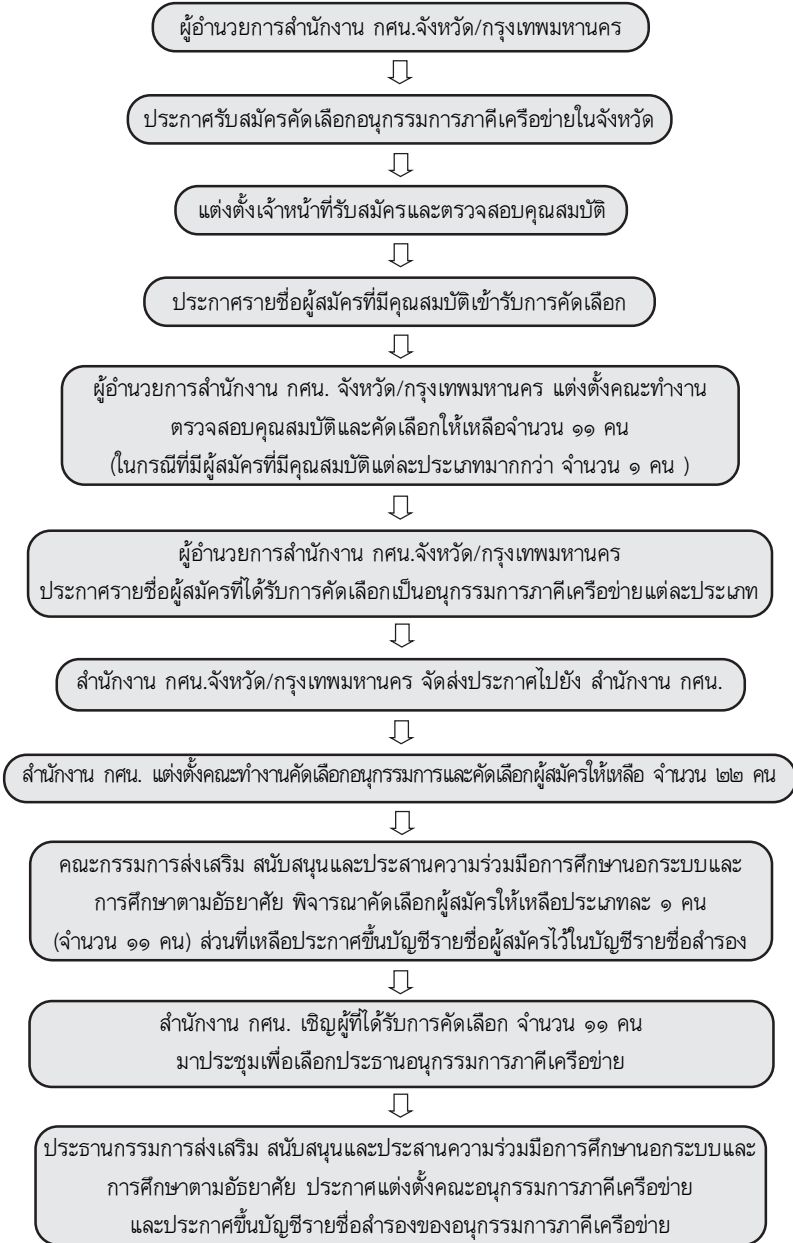 ผู้อำนวยการสำนักงาน กศน.จังหวัด/กรุงเทพมหานคร
ประกาศรับสมัครคัดเลือกอนุกรรมการภาคีเครือข่ายในจังหวัด
แต่งตั้งเจ้าหน้าที่รับสมัครและตรวจสอบคุณสมบัติ
ประกาศรายชื่อผู้สมัครที่มีคุณสมบัติเข้ารับการคัดเลือก
ผู้อำนวยการสำนักงาน กศน. จังหวัด/กรุงเทพมหานคร แต่งตั้งคณะทำงาน
ตรวจสอบคุณสมบัติและคัดเลือกให้เหลือจำนวน ๑๑ คน
(ในกรณีที่มีผู้สมัครที่มีคุณสมบัติแต่ละประเภทมากกว่า จำนวน ๑ คน )
ผู้อำนวยการสำนักงาน กศน.จังหวัด/กรุงเทพมหานคร
ประกาศรายชื่อผู้สมัครที่ได้รับการคัดเลือกเป็นอนุกรรมการภาคีเครือข่ายแต่ละประเภท
สำนักงาน กศน.จังหวัด/กรุงเทพมหานคร จัดส่งประกาศไปยัง สำนักงาน กศน.
สำนักงาน กศน. แต่งตั้งคณะทำงานคัดเลือกอนุกรรมการและคัดเลือกผู้สมัครให้เหลือ จำนวน ๒๒ คน
คณะกรรมการส่งเสริม สนับสนุนและประสานความร่วมมือการศึกษานอกระบบและ
การศึกษาตามอัธยาศัย พิจารณาคัดเลือกผู้สมัครให้เหลือประเภทละ ๑ คน
(จำนวน ๑๑ คน) ส่วนที่เหลือประกาศขึ้นบัญชีรายชื่อผู้สมัครไว้ในบัญชีรายชื่อสำรอง
สำนักงาน กศน. เชิญผู้ที่ได้รับการคัดเลือก จำนวน ๑๑ คน
มาประชุมเพื่อเลือกประธานอนุกรรมการภาคีเครือข่าย
ประธานกรรมการส่งเสริม สนับสนุนและประสานความร่วมมือการศึกษานอกระบบและ
การศึกษาตามอัธยาศัย ประกาศแต่งตั้งคณะอนุกรรมการภาคีเครือข่าย
และประกาศขึ้นบัญชีรายชื่อสำรองของอนุกรรมการภาคีเครือข่าย